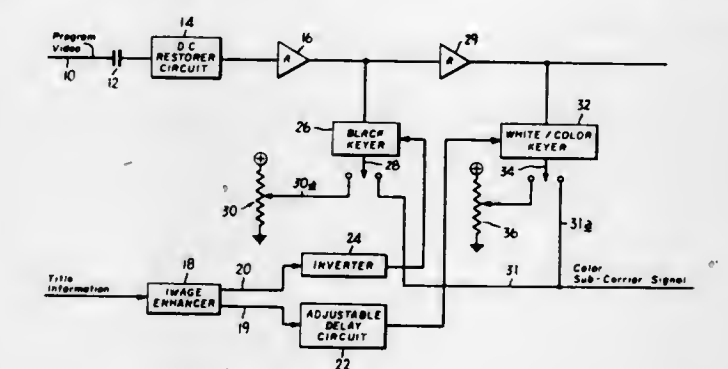 Program
Video
10
12
14
D.C.
RESTORER
CIRCUIT
16
R
29
R
26
BLACK
KEYER
28
32
WHITE / COLOR
KEYER
34
30
30a
36
31a
Title
Information
18
IMAGE
ENHANCER
20
19
24
INVERTER
ADJUSTABLE
DELAY
CIRCUIT
22
31
Color
Sub-Carrier Signal